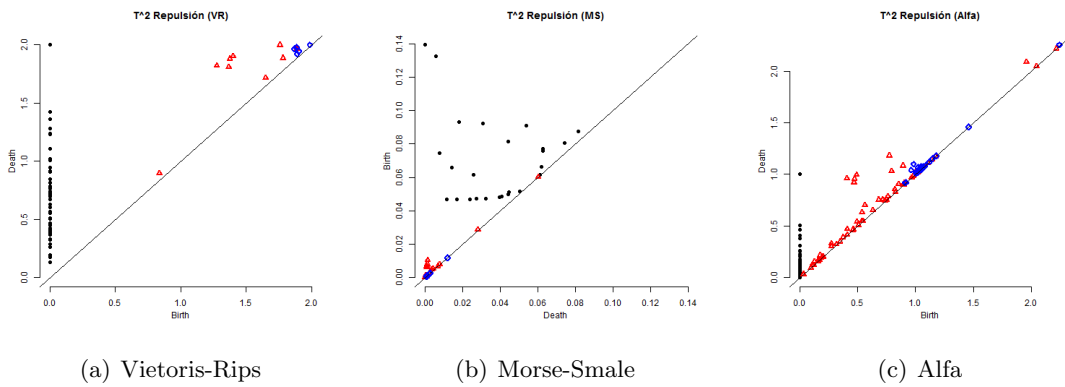 T^2 Repulsión (VR)
Death
2.0
1.5
1.0
0.5
0.0
0.0 0.5 1.0 1.5 2.0
Birth
(a) Vietoris-Rips
T^2 Repulsión (MS)
Birth
0.14
0.12
0.10
0.08
0.06
0.04
0.02
0.00
0.00 0.02 0.04 0.06 0.08 0.10 0.12 0.14
Death
(b) Morse-Smale
T^2 Repulsión (Alfa)
Death
2.0
1.5
1.0
0.5
0.0
0.0 0.5 1.0 1.5 2.0
Birth
(c) Alfa